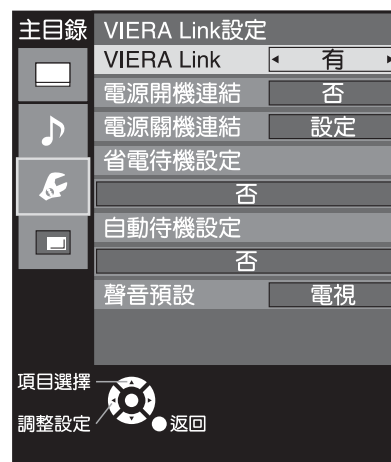 主目錄
VIERA Link設定
VIERA Link 有
電源開機連結 否
電源關機連結 設定
省電待機設定
否
自動待機設定
否
聲音預設 電視
項目選擇
調整設定
返回